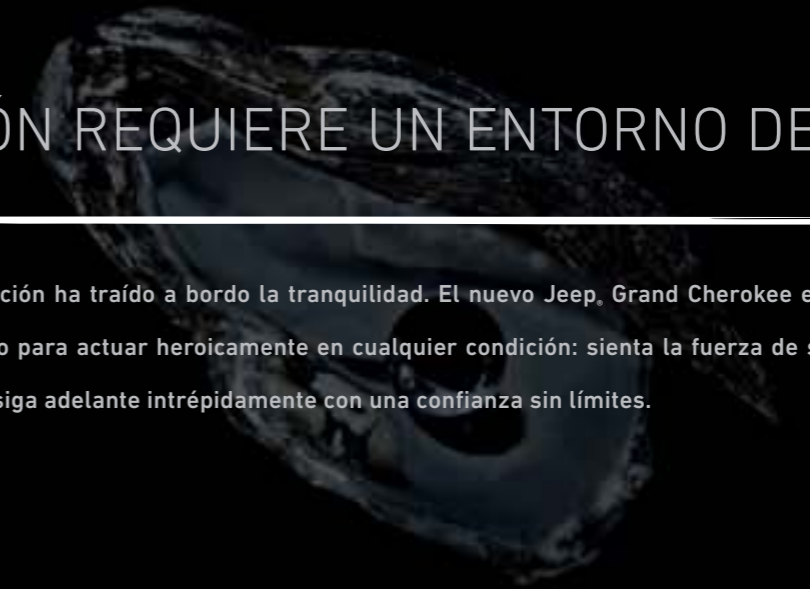 ÓN REQUIERE UN ENTORNO DE
ción ha traído a bordo la tranquilidad. El nuevo Jeep® Grand Cherokee e
o para actuar heroicamente en cualquier condición: sienta la fuerza de s
siga adelante intrépidamente con una confianza sin límites.